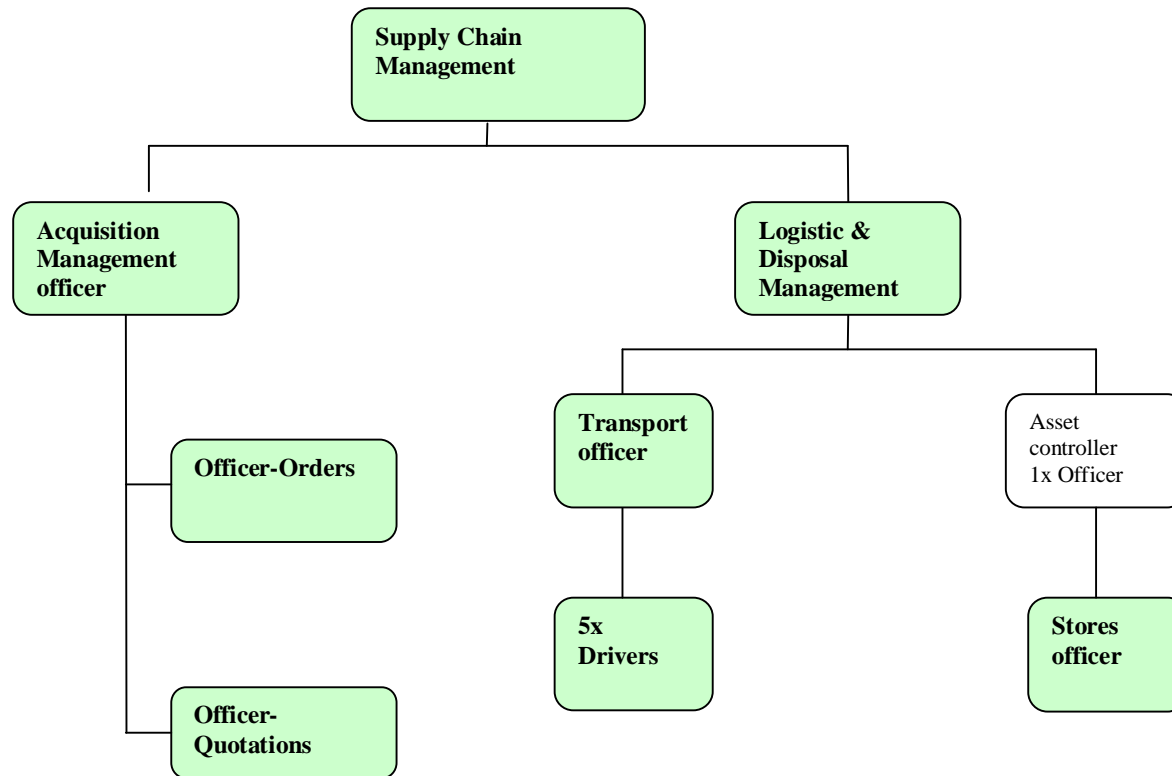 Supply Chain
Management
Acquisition
Management
officer
Logistic &
Disposal
Management
Transport
officer
Asset
controller
1x Officer
Officer-Orders
5x
Drivers
Stores
officer
Officer-
Quotations